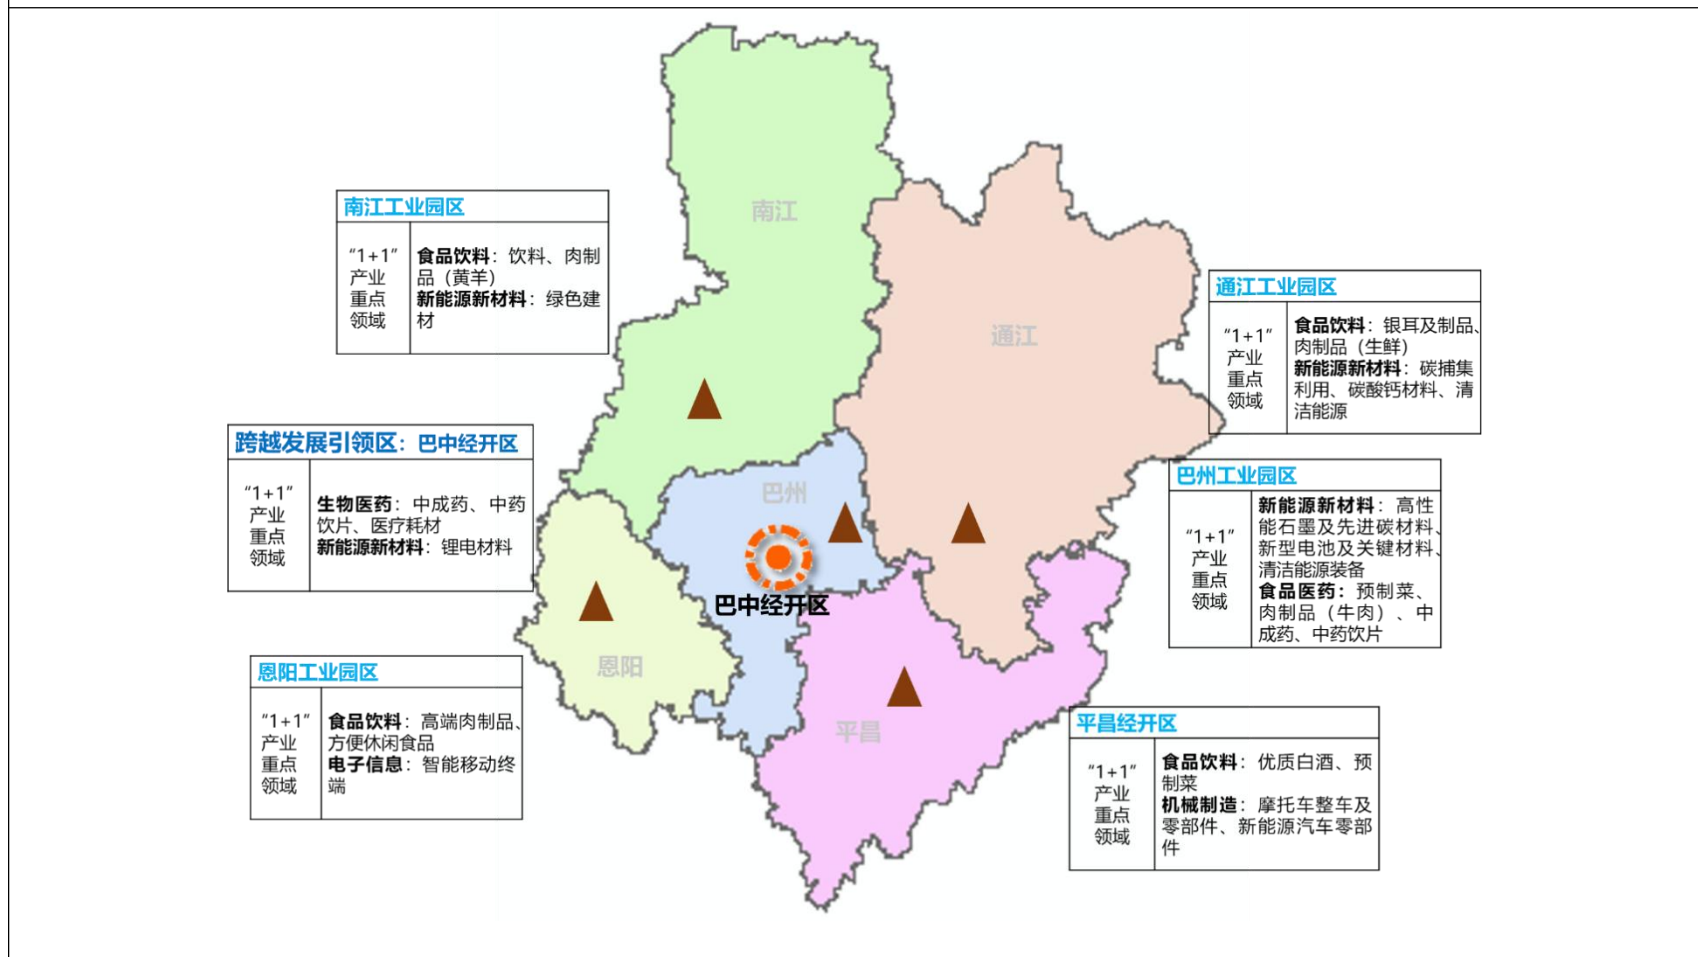 南江
通江
巴州
巴中经开区
恩阳
平昌
南江工业园区
“1+1”
产业
重点
领域
食品饮料：饮料、肉制
品（黄羊）
新能源新材料：绿色建
材
跨越发展引领区：巴中经开区
“1+1”
产业
重点
领域
生物医药：中成药、中药
饮片、医疗耗材
新能源新材料：锂电材料
恩阳工业园区
“1+1”
产业
重点
领域
食品饮料：高端肉制品、
方便休闲食品
电子信息：智能移动终
端
通江工业园区
“1+1”
产业
重点
领域
食品饮料：银耳及制品、
肉制品（生鲜）
新能源新材料：碳捕集
利用、碳酸钙材料、清
洁能源
巴州工业园区
“1+1”
产业
重点
领域
新能源新材料：高性
能石墨及先进碳材料、
新型电池及关键材料、
清洁能源装备
食品医药：预制菜、
肉制品（牛肉）、中
成药、中药饮片
平昌经开区
“1+1”
产业
重点
领域
食品饮料：优质白酒、预
制菜
机械制造：摩托车整车及
零部件、新能源汽车零部
件